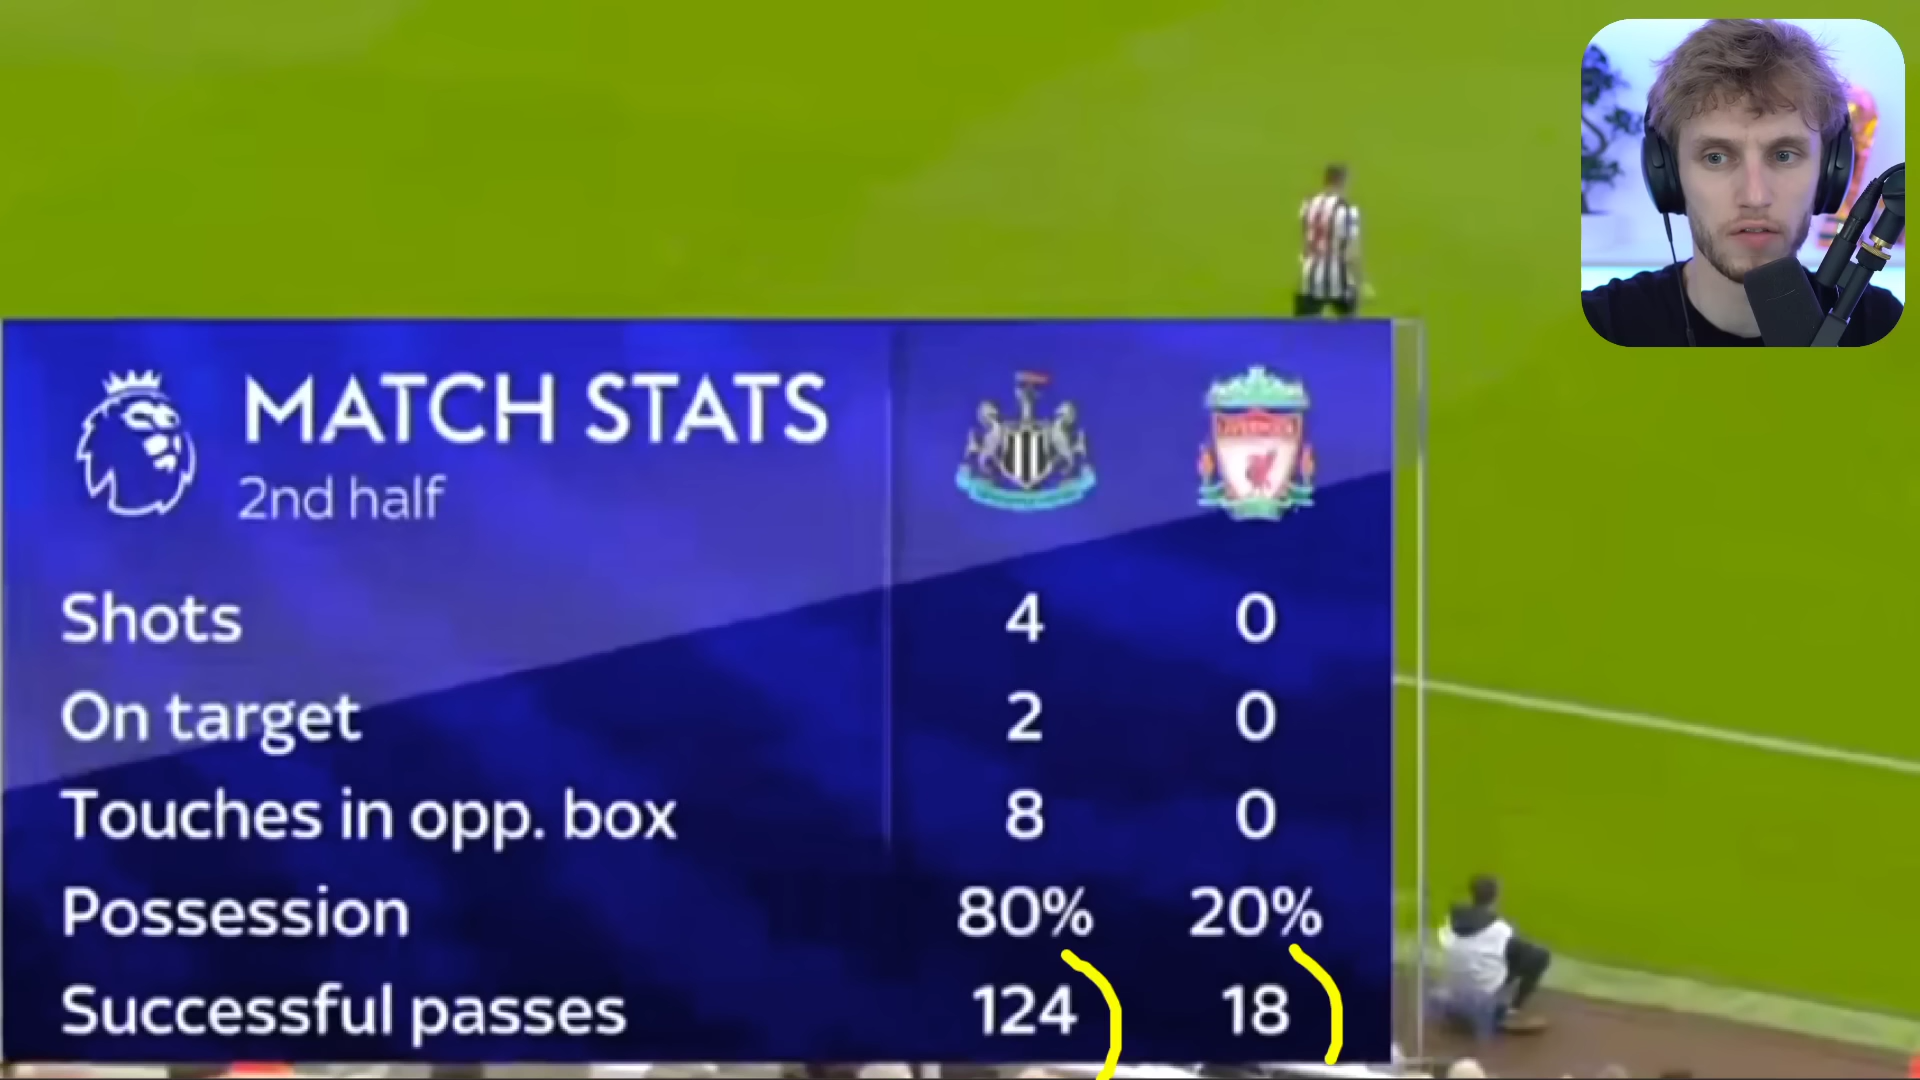 MATCH STATS
2nd half
LIVERPOOL
Shots 4 0
On target 2 0
Touches in opp. box 8 0
Possession 80% 20%
Successful passes 124 18